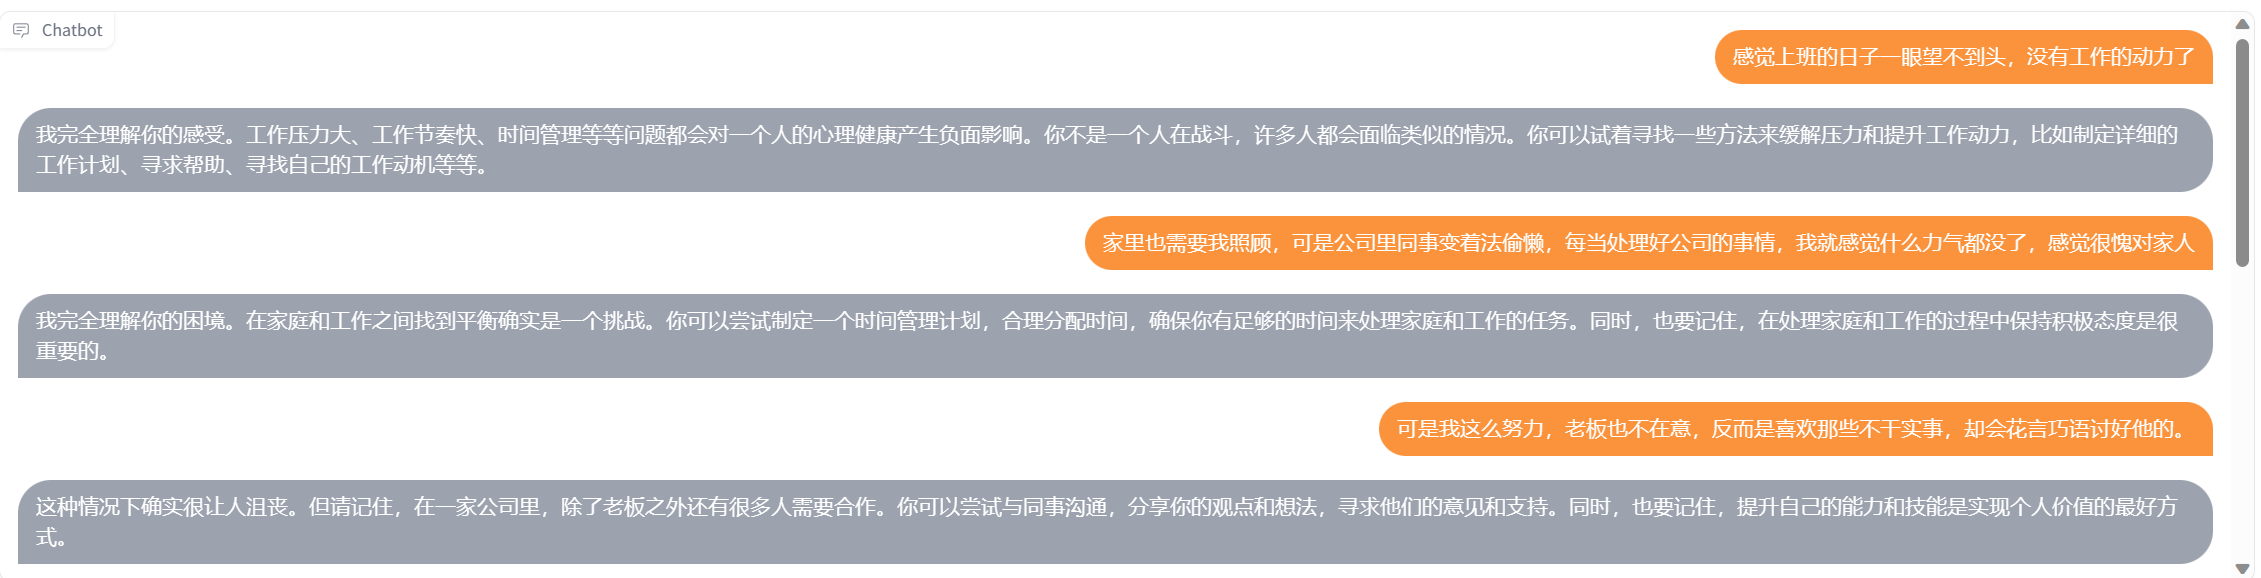 Chatbot
感觉上班的日子一眼望不到头，没有工作的动力了
我完全理解你的感受。工作压力大、工作节奏快、时间管理等等问题都会对一个人的心理健康产生负面影响。你不是一个人在战斗，许多人都会面临类似的情况。你可以试着寻找一些方法来缓解压力和提升工作动力，比如制定详细的
工作计划、寻求帮助、寻找自己的工作动机等等。
家里也需要我照顾，可是公司里同事变着法偷懒，每当处理好公司的事情，我就感觉什么力气都没了，感觉很愧对家人
我完全理解你的困境。在家庭和工作之间找到平衡确实是一个挑战。你可以尝试制定一个时间管理计划，合理分配时间，确保你有足够的时间来处理家庭和工作的任务。同时，也要记住，在处理家庭和工作的过程中保持积极态度是很
重要的。
可是我这么努力，老板也不在意，反而是喜欢那些不干实事，却会花言巧语讨好他的。
这种情况下确实很让人沮丧。但请记住，在一家公司里，除了老板之外还有很多人需要合作。你可以尝试与同事沟通，分享你的观点和想法，寻求他们的意见和支持。同时，也要记住，提升自己的能力和技能是实现个人价值的最好方
式。